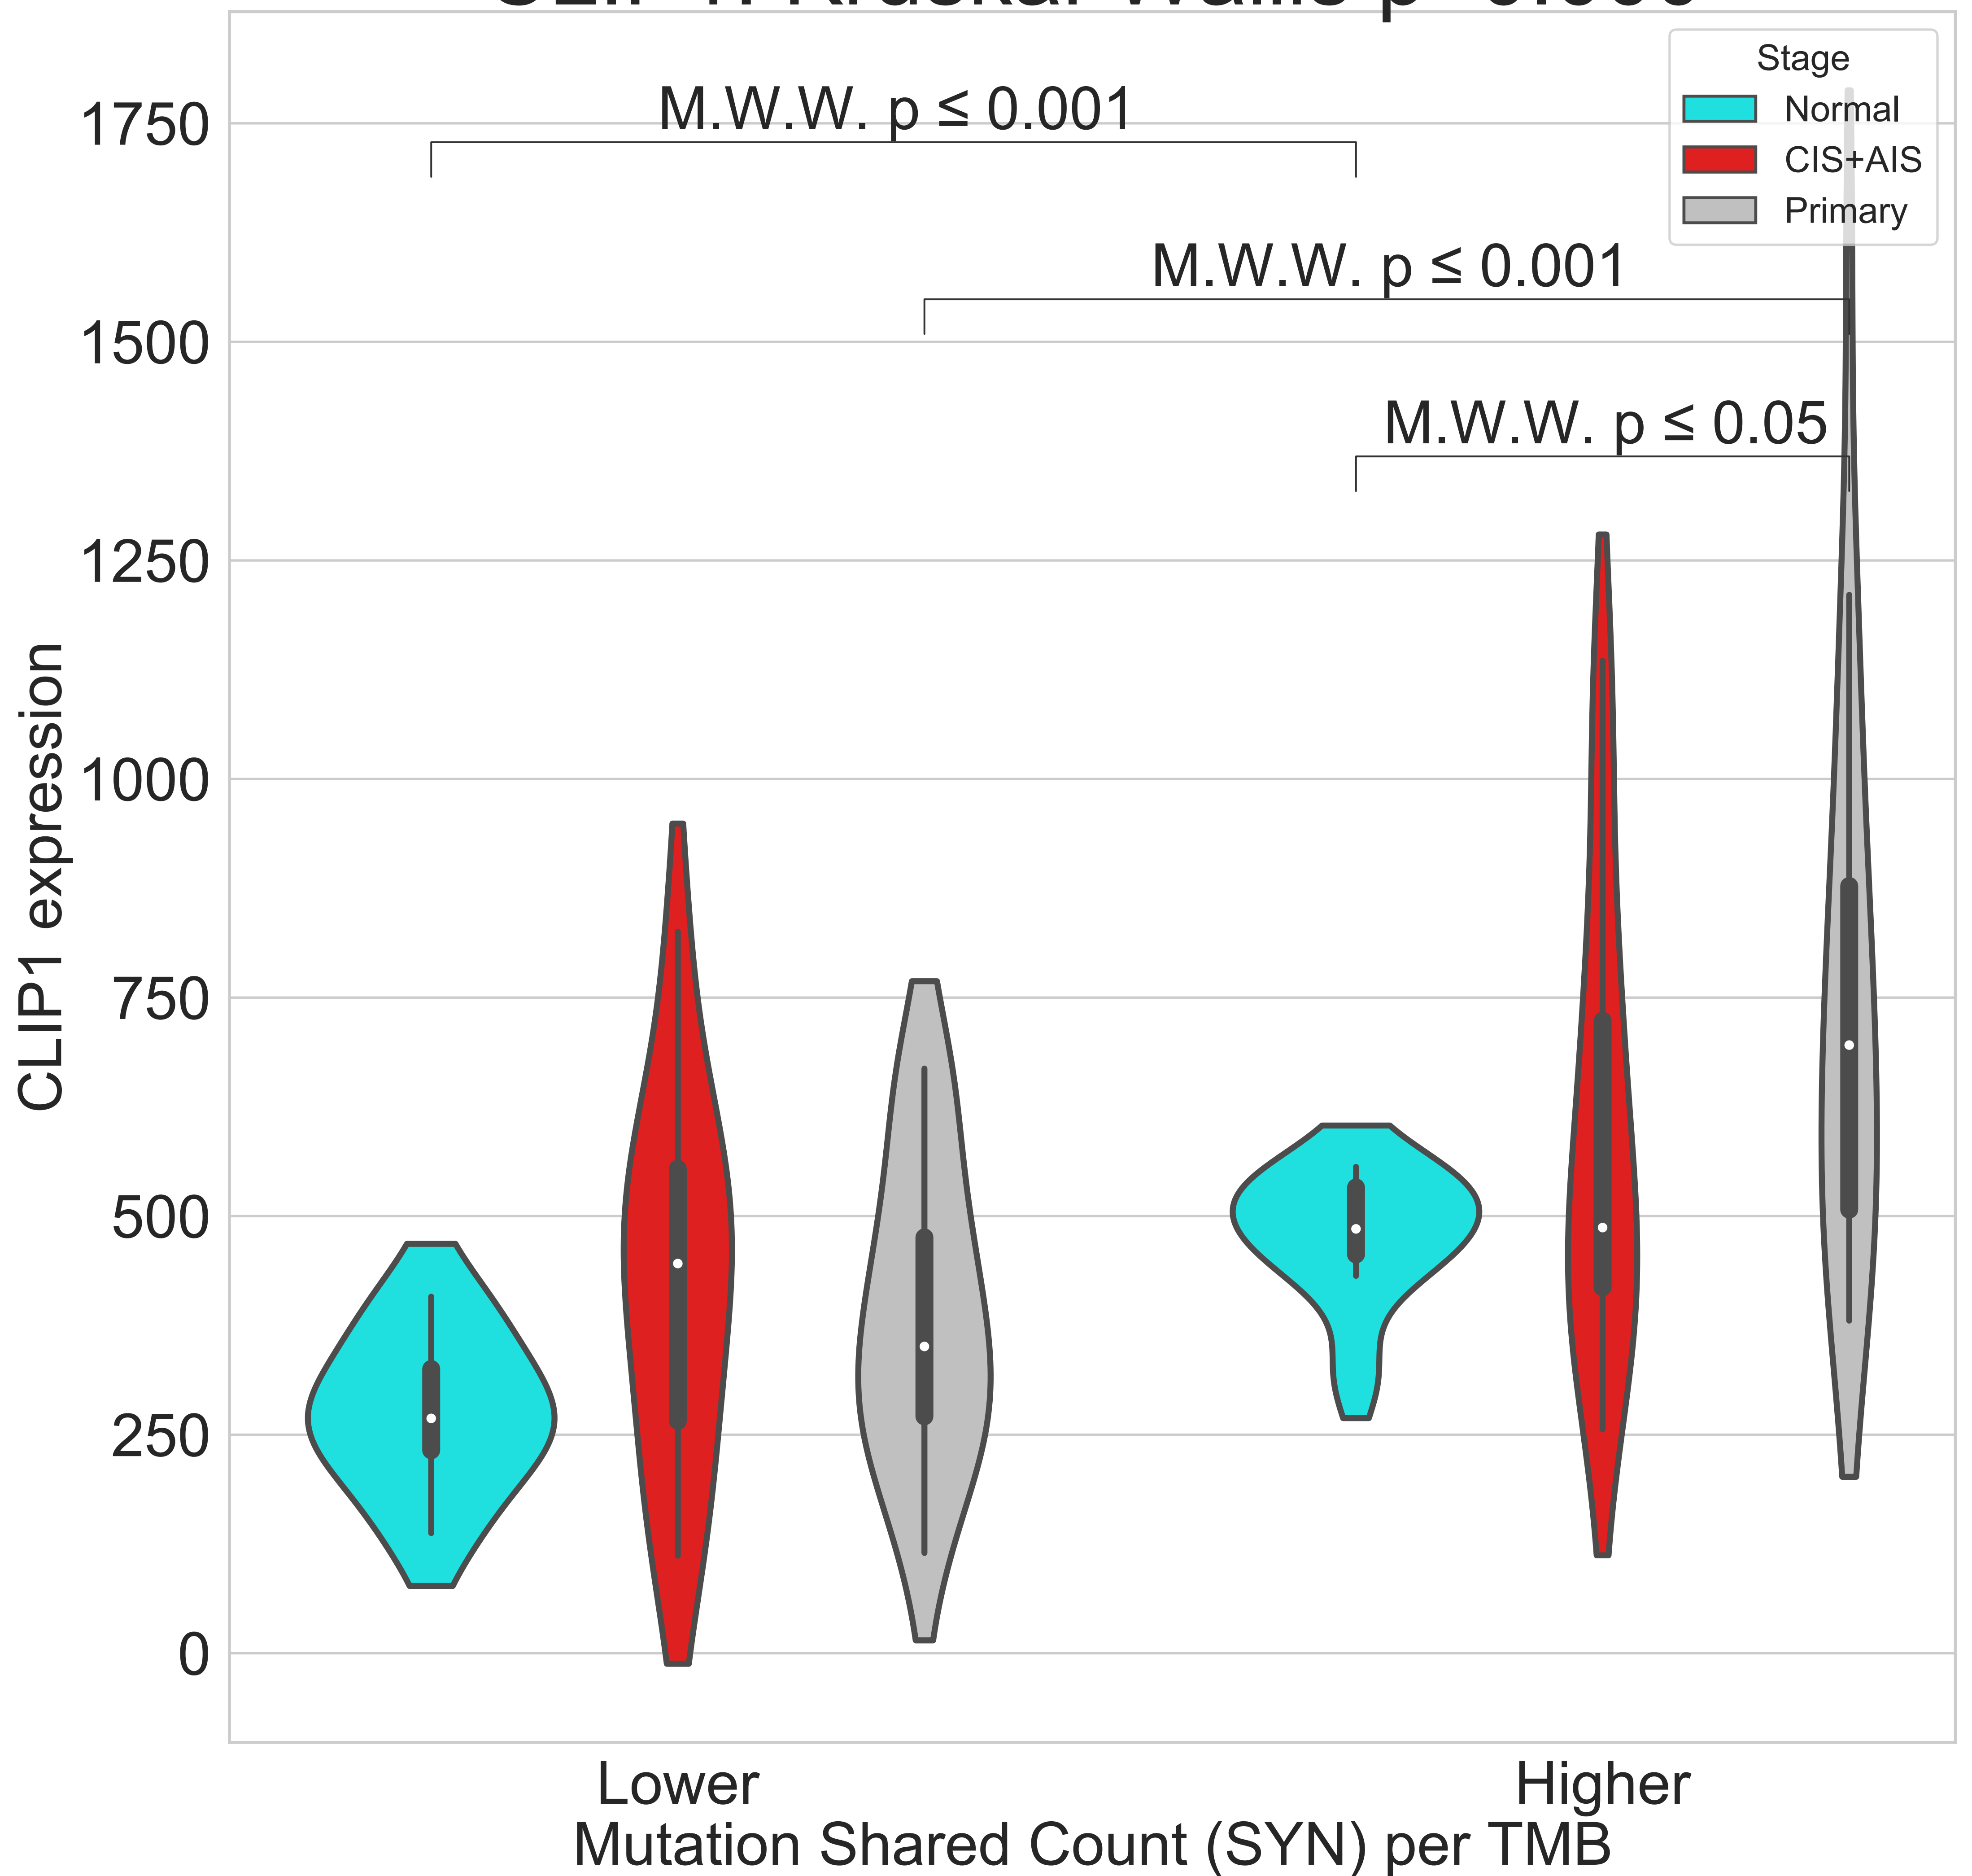 Stage
Normal
CIS+AIS
Primary
M.W.W. p ≤ 0.001
M.W.W. p ≤ 0.001
M.W.W. p ≤ 0.05
1750
1500
1250
1000
750
500
250
0
CLIP1 expression
Lower
Higher
Mutation Shared Count (SYN) per TMB